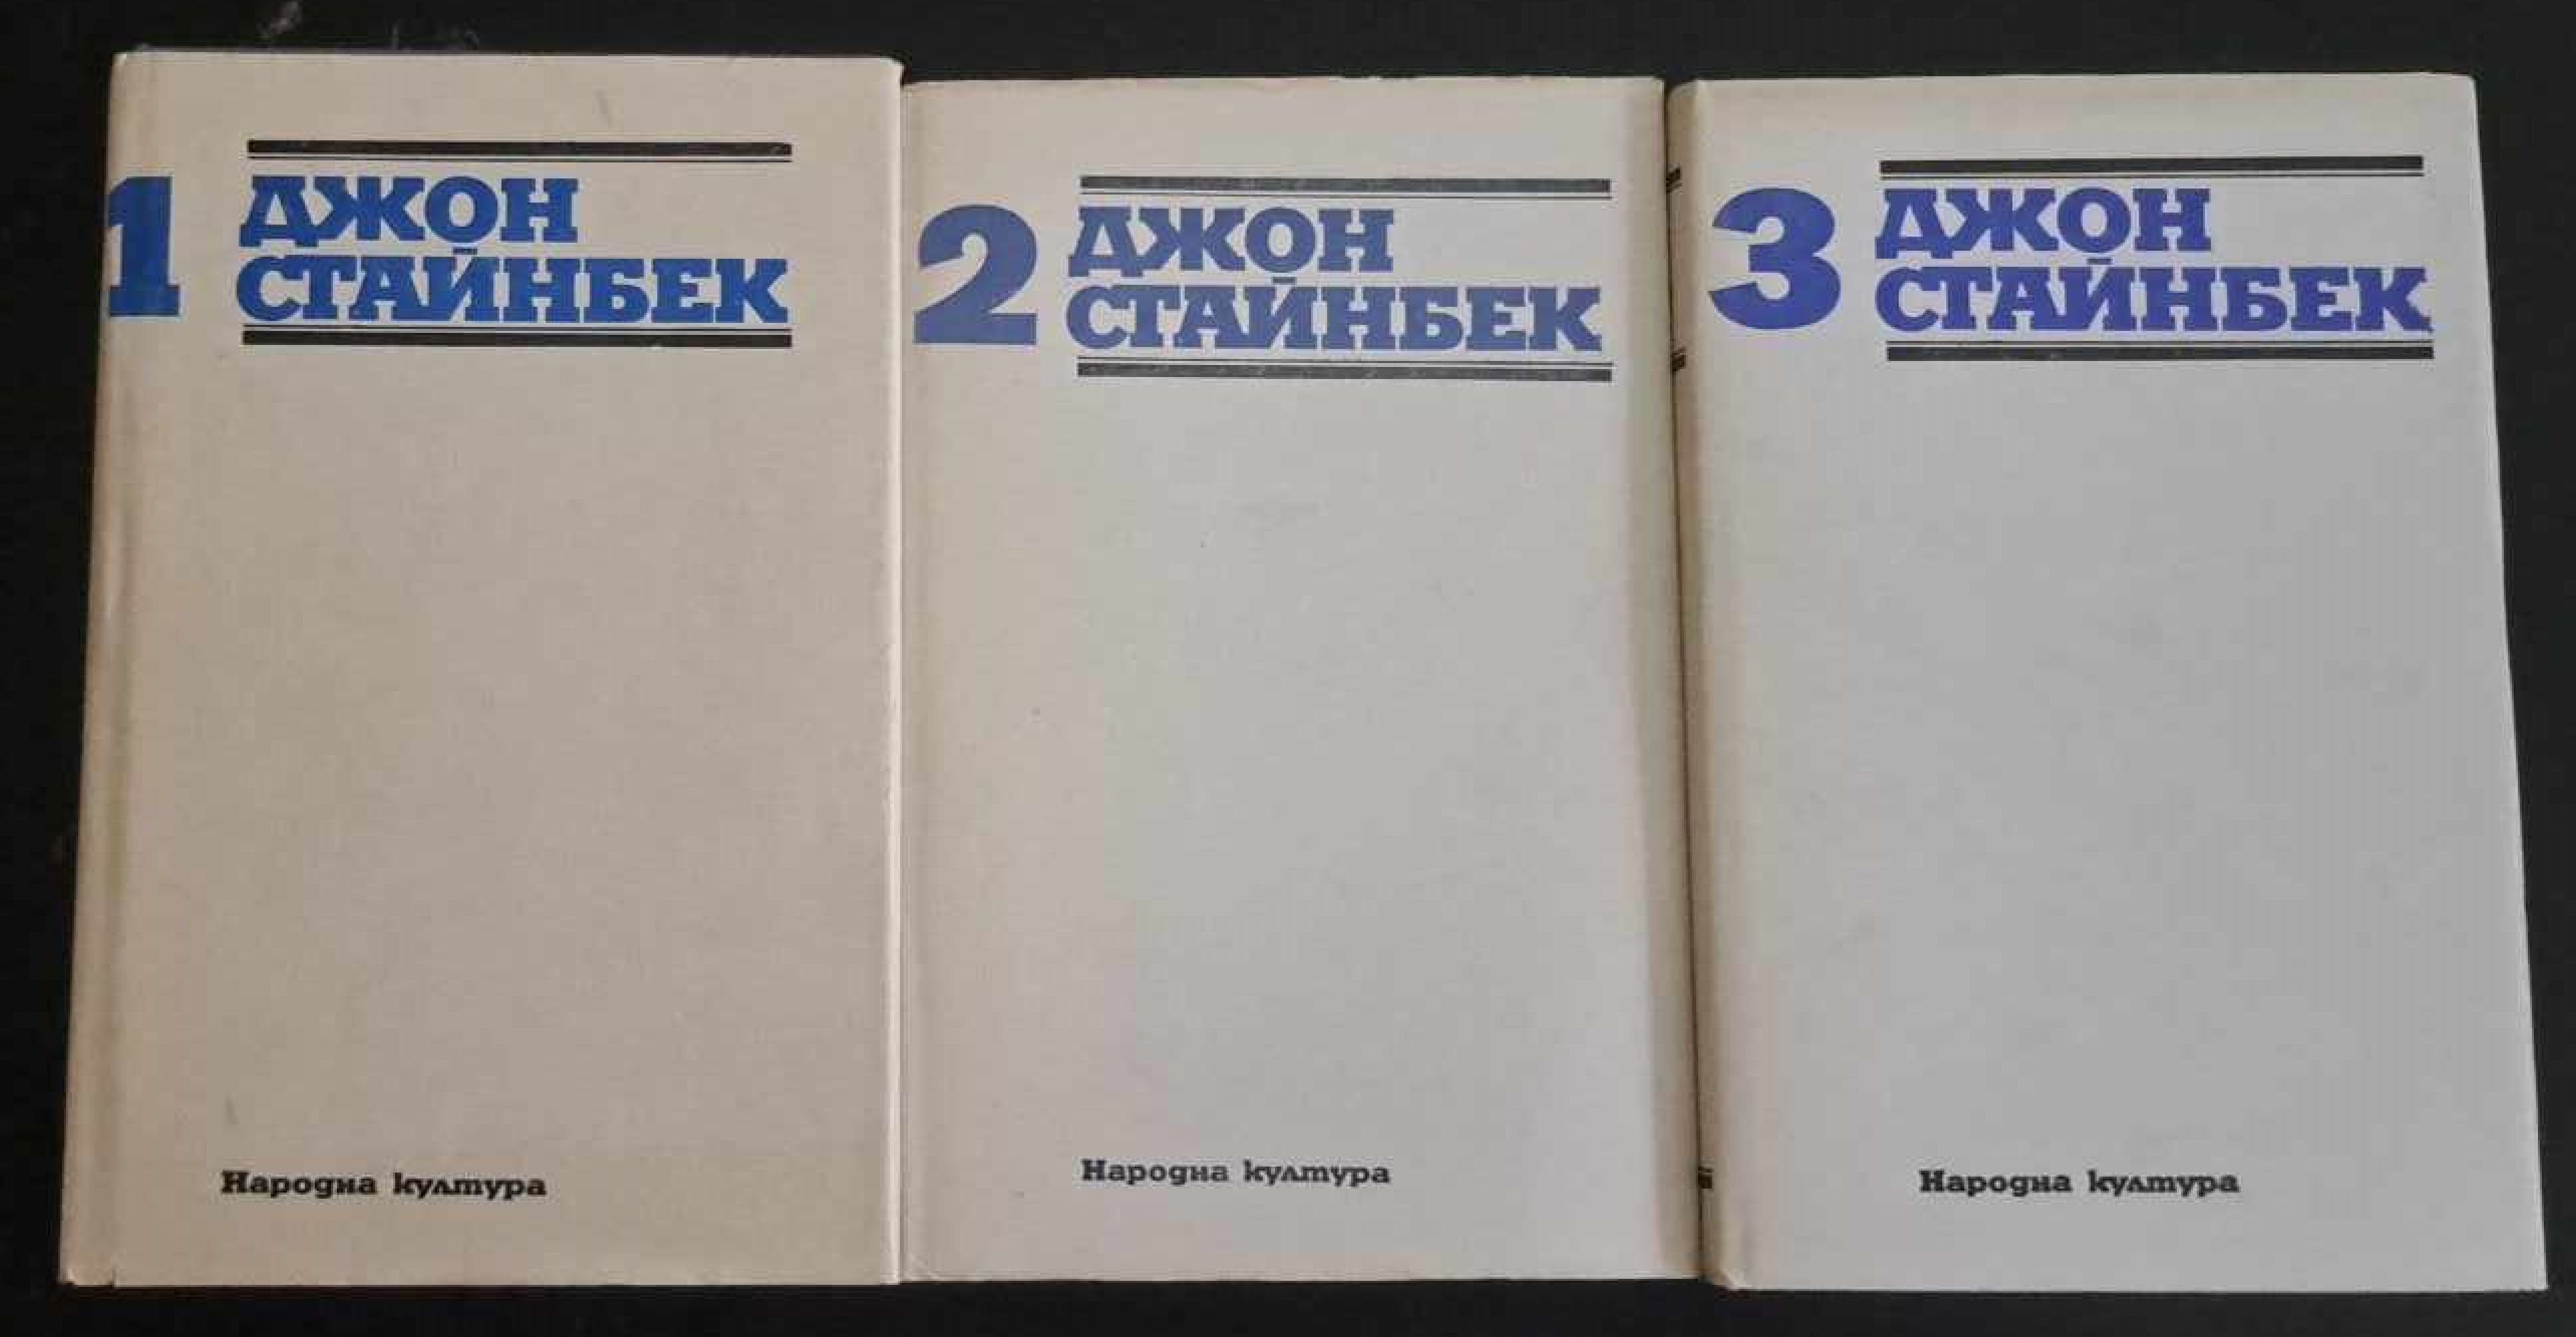 1
ДЖОН
СТАЙНБЕК
Народна култура
2
ДЖОН
СТАЙНБЕК
Народна култура
3
ДЖОН
СТАЙНБЕК
Народна култура